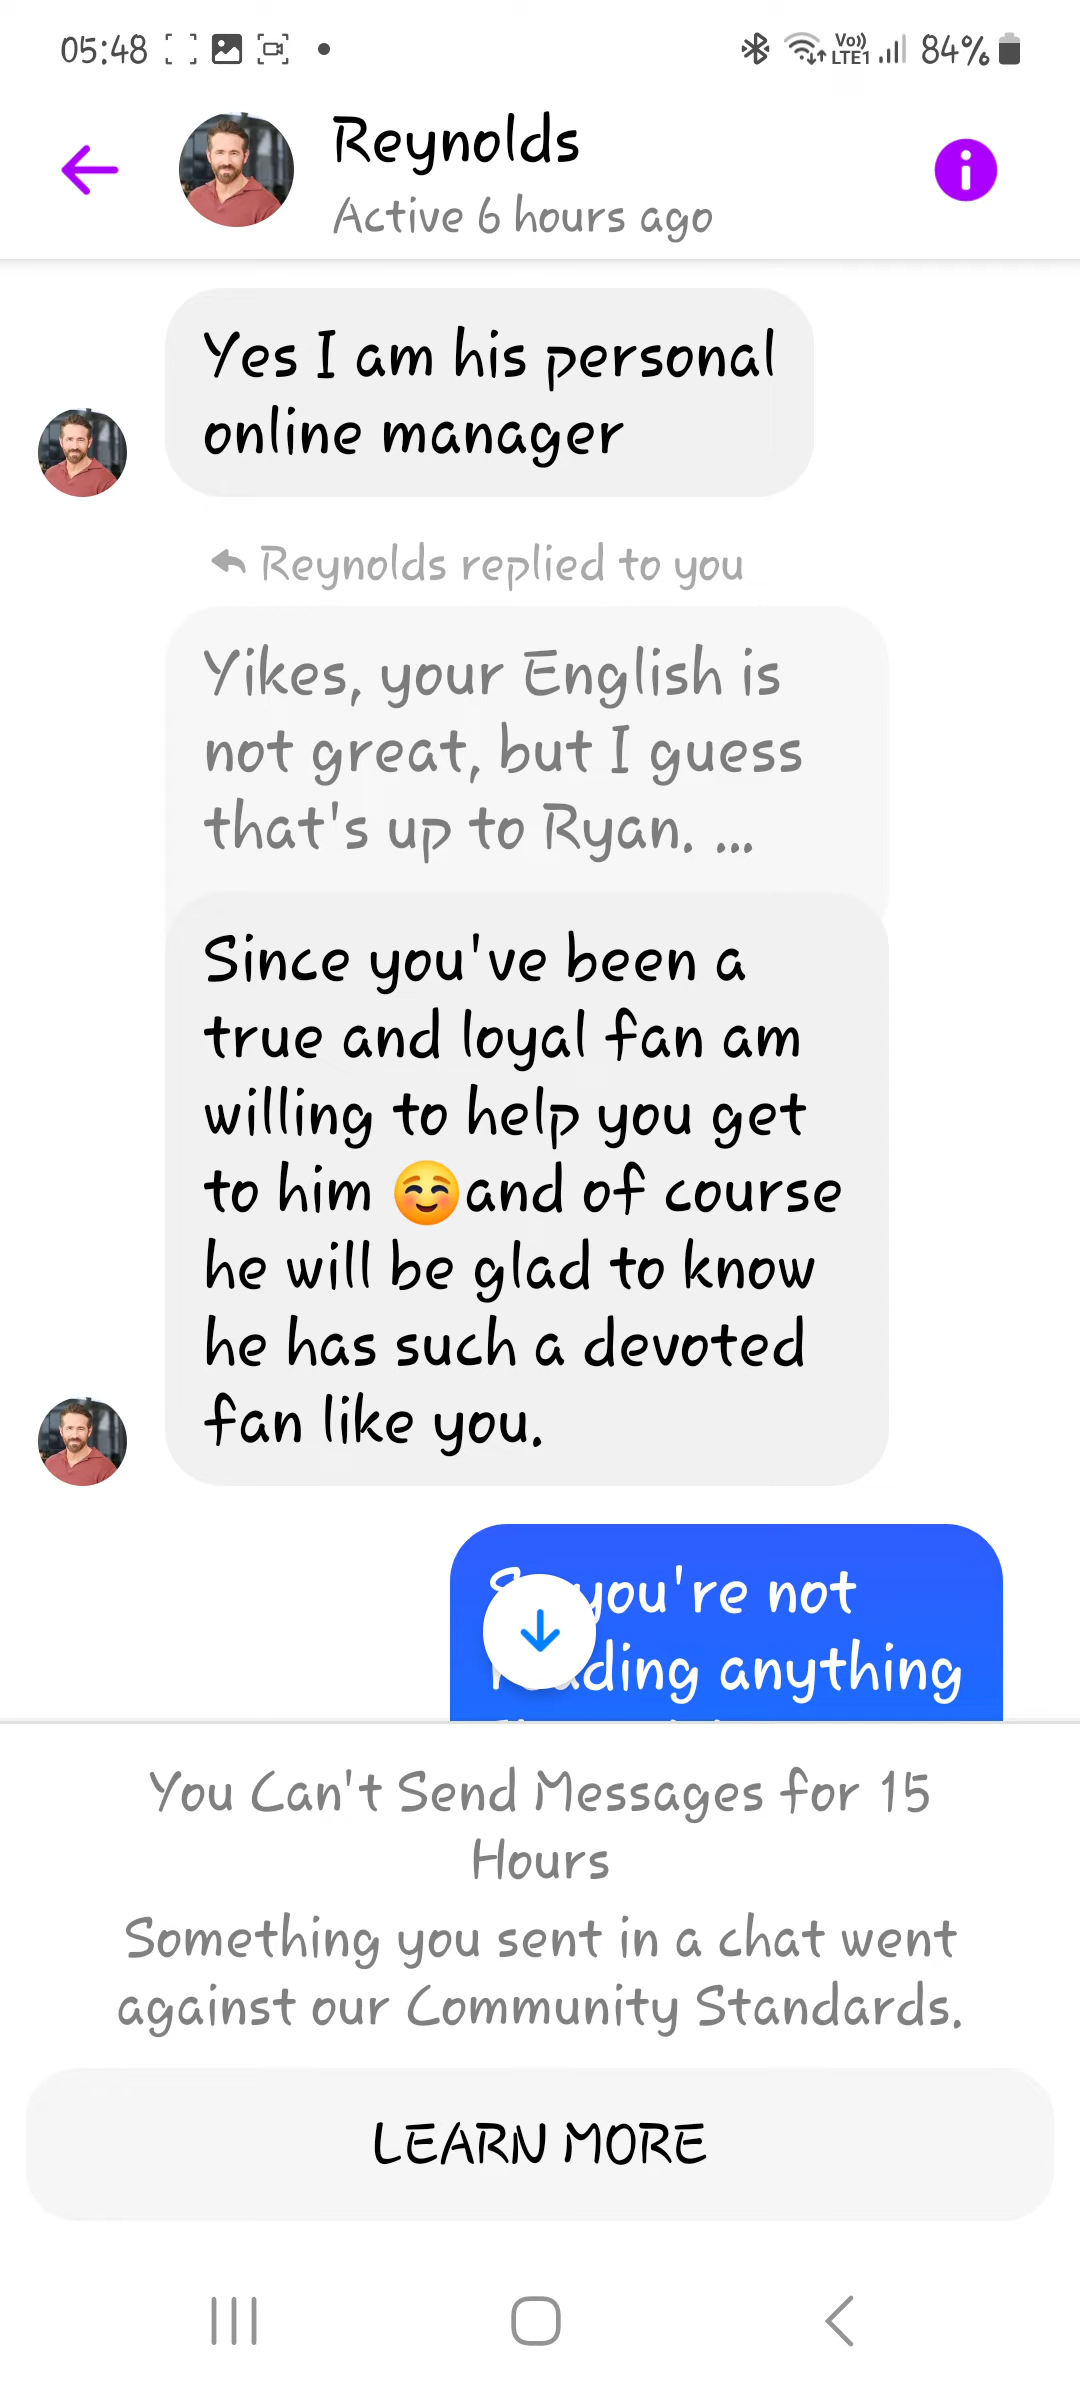 05:48
Vo))
LTE1
84%
Reynolds
Active 6 hours ago
Yes I am his personal
online manager
Reynolds replied to you
Yikes, your English is
not great, but I guess
that's up to Ryan. ...
Since you've been a
true and loyal fan am
willing to help you get
to him ☺️and of course
he will be glad to know
he has such a devoted
fan like you.
you're not
anything
You Can't Send Messages for 15
Hours
Something you sent in a chat went
against our Community Standards.
LEARN MORE